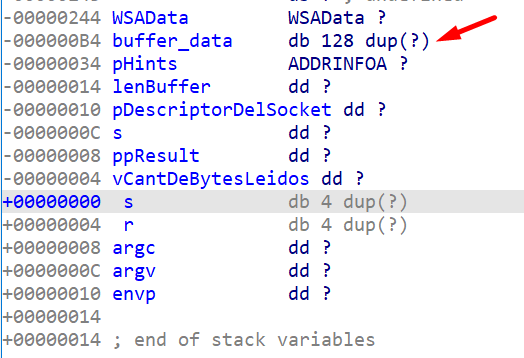 -00000244 WSAData WSAData ?
-000000B4 buffer_data db 128 dup(?)
-00000034 pHints ADDRINFOA ?
-00000014 lenBuffer dd ?
-00000010 pDescriptorDelSocket dd ?
-0000000C s dd ?
-00000008 ppResult dd ?
-00000004 vCantDeBytesLeidos dd ?
+00000000 s db 4 dup(?)
+00000004 r db 4 dup(?)
+00000008 argc dd ?
+0000000C argv dd ?
+00000010 envp dd ?
+00000014
+00000014 ; end of stack variables